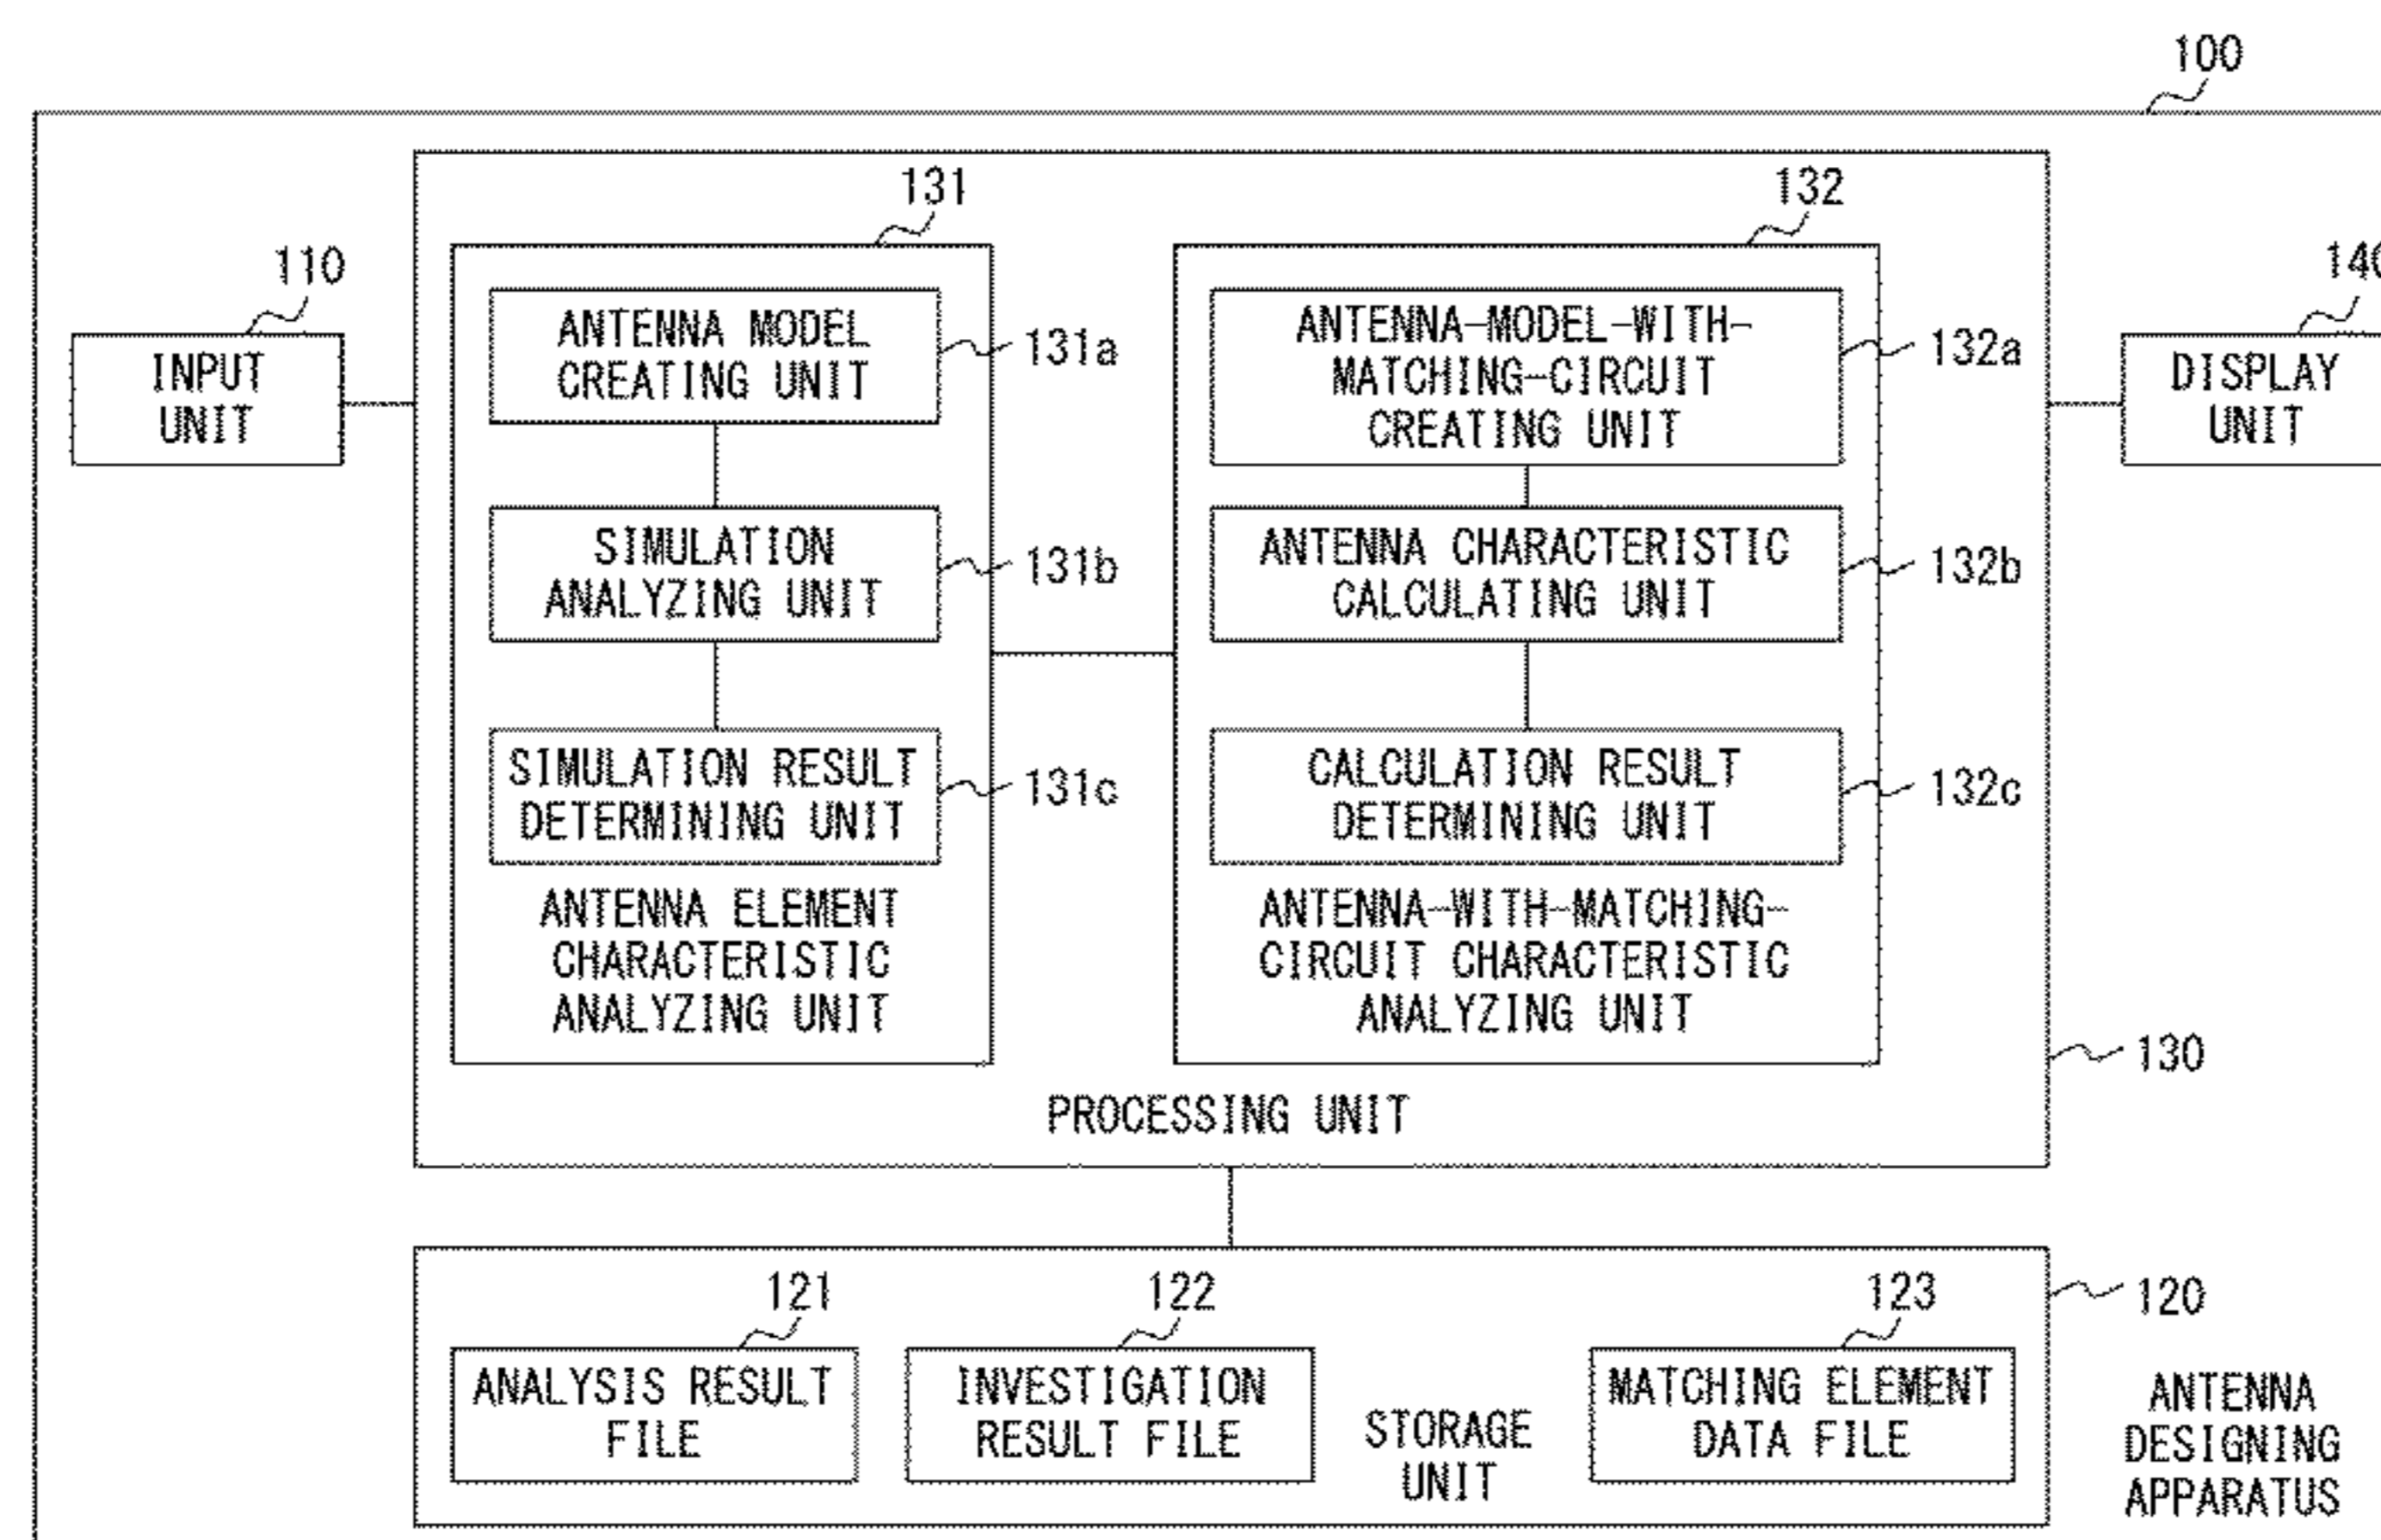 100
131
132
110
140
ANTENNA MODEL
CREATING UNIT
131a
ANTENNA-MODEL-WITH-
MATCHING-CIRCUIT
CREATING UNIT
132a
INPUT
UNIT
DISPLAY
UNIT
SIMULATION
ANALYZING UNIT
131b
ANTENNA CHARACTERISTIC
CALCULATING UNIT
132b
SIMULATION RESULT
DETERMINING UNIT
131c
CALCULATION RESULT
DETERMINING UNIT
132c
ANTENNA ELEMENT
CHARACTERISTIC
ANALYZING UNIT
ANTENNA-WITH-MATCHING-
CIRCUIT CHARACTERISTIC
ANALYZING UNIT
130
PROCESSING UNIT
121
122
123
120
ANALYSIS RESULT
FILE
INVESTIGATION
RESULT FILE
STORAGE
UNIT
MATCHING ELEMENT
DATA FILE
ANTENNA
DESIGNING
APPARATUS